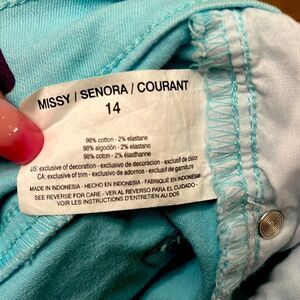 MISSY / SENORA / COURANT
14
98% cotton - 2% elastane
98% algodón - 2% elastano
98% coton - 2% élasthanne
US: exclusive of decoration - exclusivo de decoracion - exclusif de décor
CA: exclusive of trim - exclusivo de adornos - exclusif de garniture
MADE IN INDONESIA - HECHO EN INDONESIA - FABRIQUÉ EN INDONÉSIE
SEE REVERSE FOR CARE - VER AL REVERSO PARA EL CUIDADO -
VOIR LES INSTRUCTIONS D'ENTRETIEN AU DOS